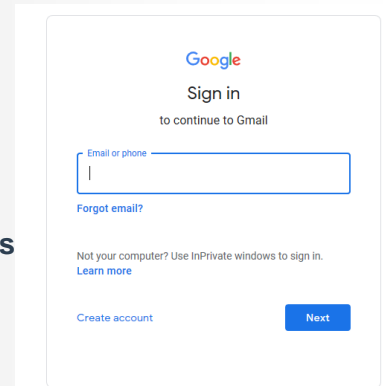 Google
Sign in
to continue to Gmail
Email or phone
Forgot email?
s
Not your computer? Use InPrivate windows to sign in.
Learn more
Create account
Next